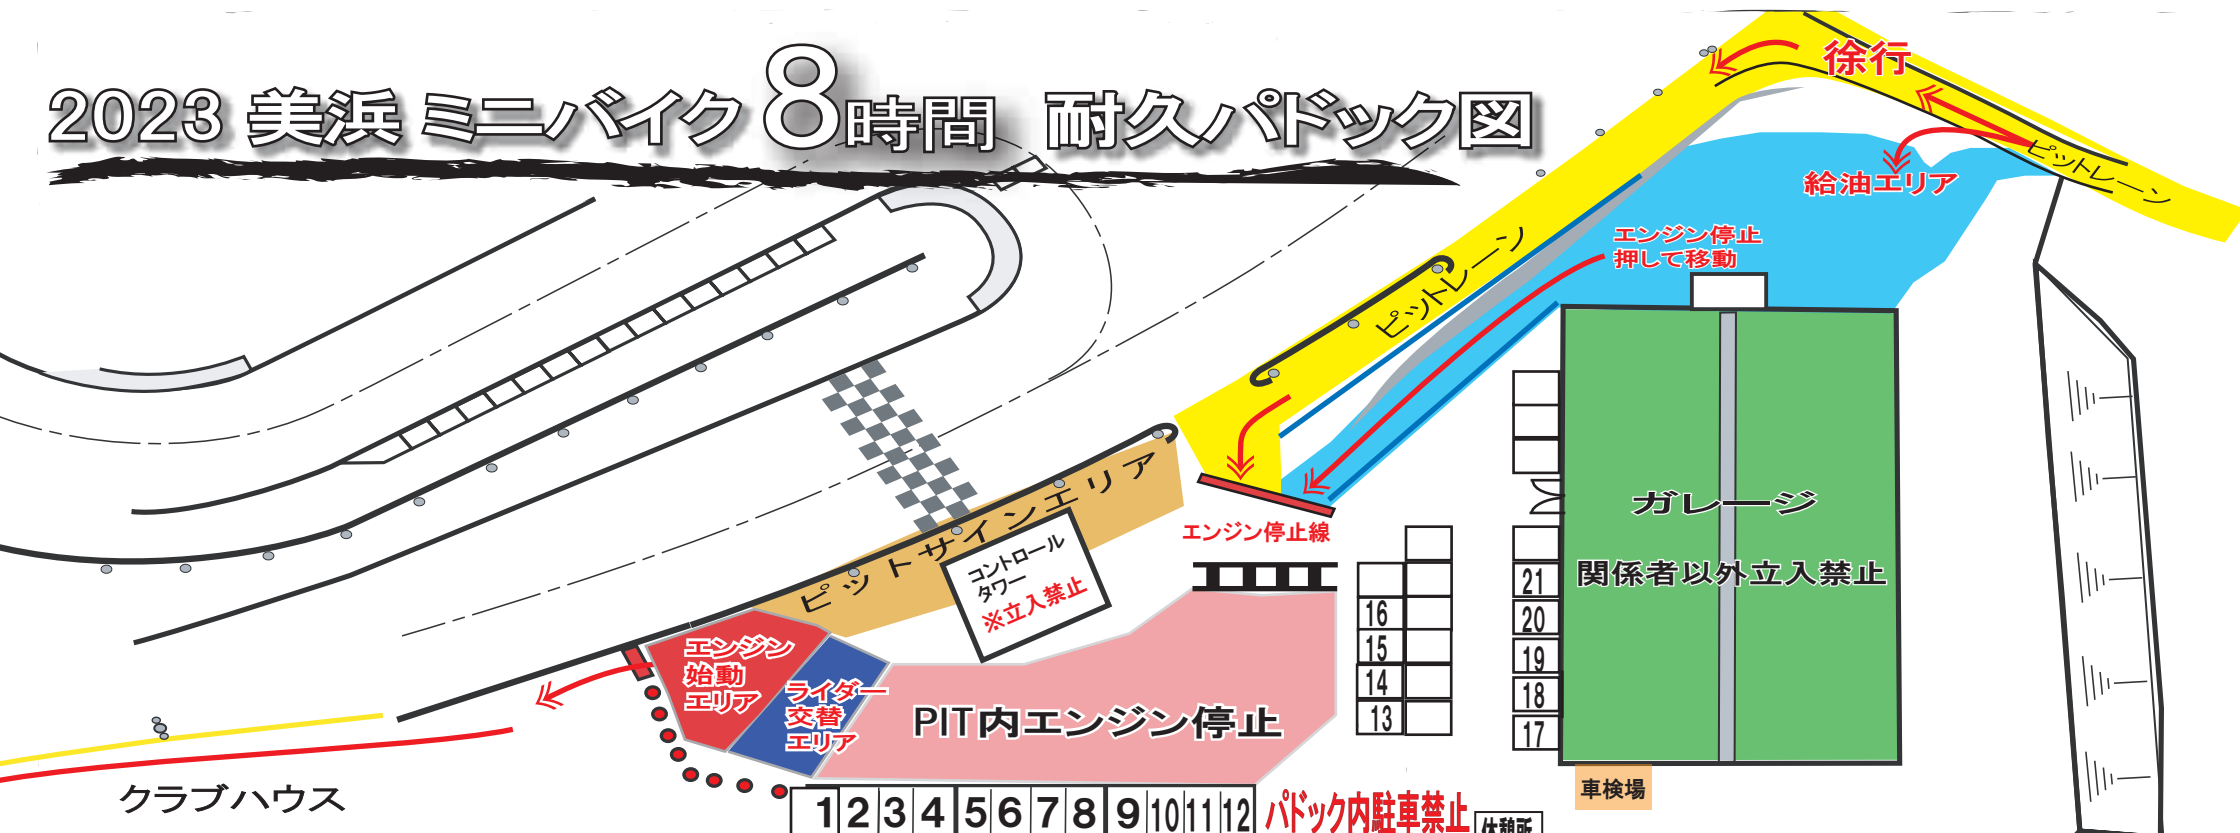 2023 美浜 ミニバイク 8時間 耐久パドック図
徐行
ピットレーン
給油エリア
エンジン停止
押して移動
ピットレーン
ピットサインエリア
エンジン停止線
コントロール
タワー
※立入禁止
ガレージ
関係者以外立入禁止
エンジン
始動
エリア
ライダー
交替
エリア
PIT内エンジン停止
16
15
14
13
21
20
19
18
17
車検場
クラブハウス
1 2 3 4 5 6 7 8 9 10 11 12
パドック内駐車禁止
休憩所